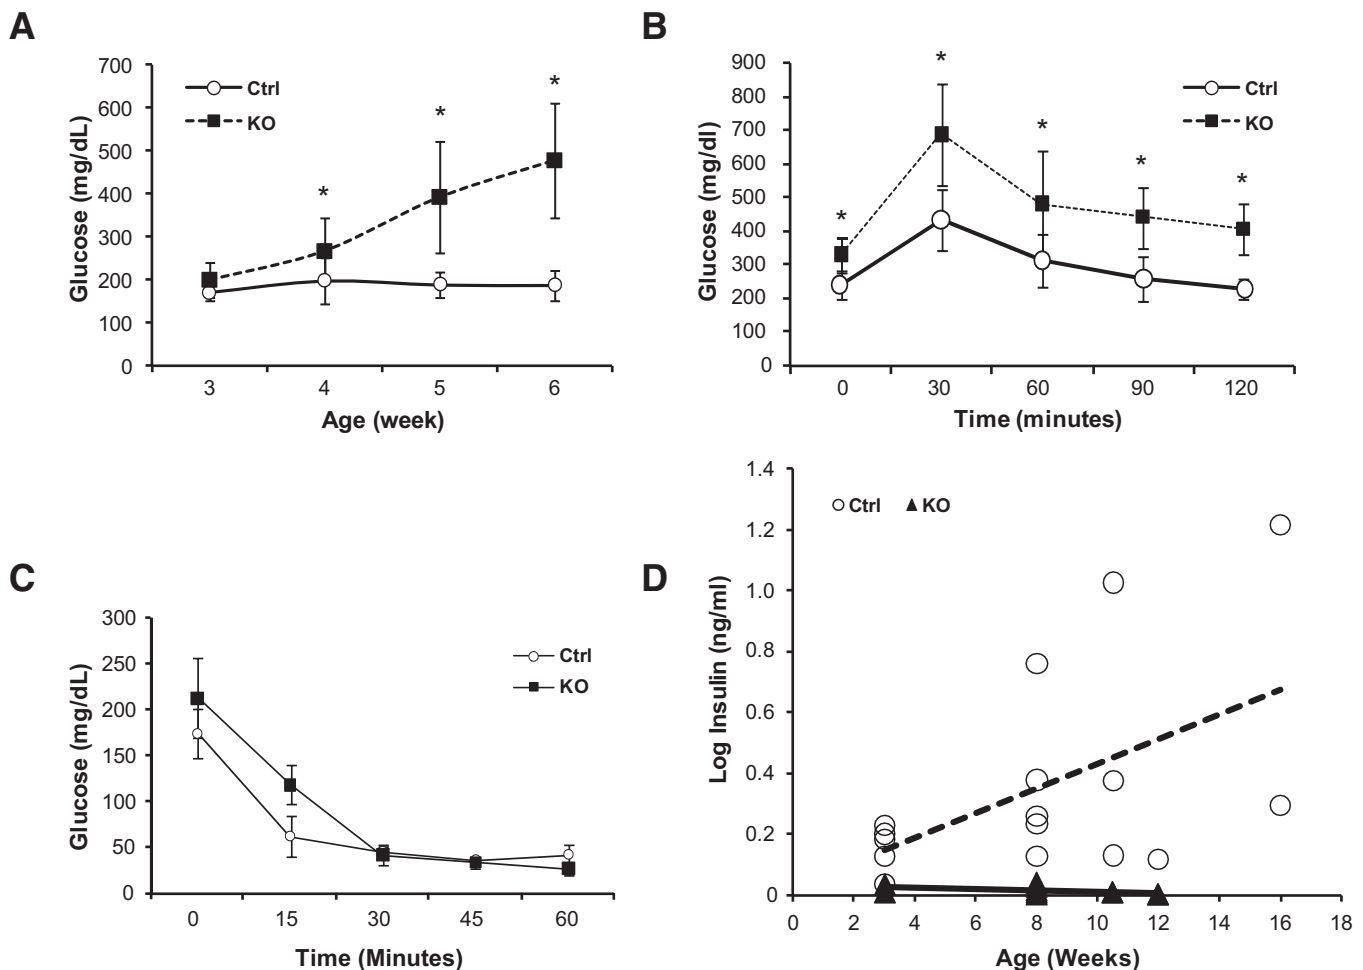 A
Glucose (mg/dL)
700
600
500
400
300
200
100
0
Ctrl
KO
*
*
*
3 4 5 6
Age (week)
B
Glucose (mg/dl)
900
800
700
600
500
400
300
200
100
0
Ctrl
KO
*
*
*
*
*
0 30 60 90 120
Time (minutes)
C
Glucose (mg/dL)
300
250
200
150
100
50
0
Ctrl
KO
0 15 30 45 60
Time (Minutes)
D
Log Insulin (ng/ml)
1.4
1.2
1.0
0.8
0.6
0.4
0.2
0
Ctrl KO
0 2 4 6 8 10 12 14 16 18
Age (Weeks)